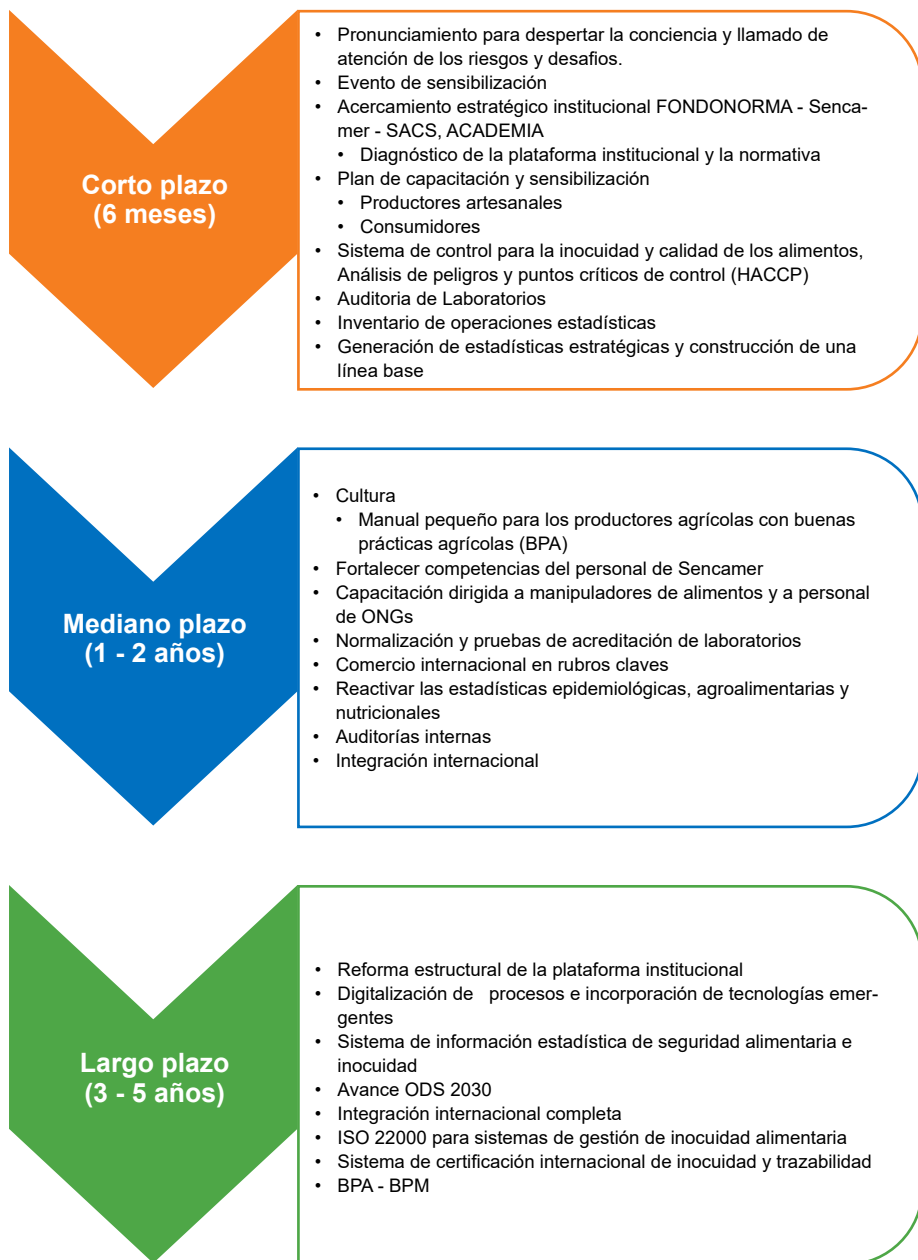 Corto plazo
(6 meses)
• Pronunciamiento para despertar la conciencia y llamado de
atención de los riesgos y desafios.
• Evento de sensibilización
• Acercamiento estratégico institucional FONDONORMA - Senca-
mer - SACS, ACADEMIA
• Diagnóstico de la plataforma institucional y la normativa
• Plan de capacitación y sensibilización
• Productores artesanales
• Consumidores
• Sistema de control para la inocuidad y calidad de los alimentos,
Análisis de peligros y puntos críticos de control (HACCP)
• Auditoria de Laboratorios
• Inventario de operaciones estadísticas
• Generación de estadísticas estratégicas y construcción de una
línea base
Mediano plazo
(1 - 2 años)
• Cultura
• Manual pequeño para los productores agrícolas con buenas
prácticas agrícolas (BPA)
• Fortalecer competencias del personal de Sencamer
• Capacitación dirigida a manipuladores de alimentos y a personal
de ONGs
• Normalización y pruebas de acreditación de laboratorios
• Comercio internacional en rubros claves
• Reactivar las estadísticas epidemiológicas, agroalimentarias y
nutricionales
• Auditorías internas
• Integración internacional
Largo plazo
(3 - 5 años)
• Reforma estructural de la plataforma institucional
• Digitalización de procesos e incorporación de tecnologías emer-
gentes
• Sistema de información estadística de seguridad alimentaria e
inocuidad
• Avance ODS 2030
• Integración internacional completa
• ISO 22000 para sistemas de gestión de inocuidad alimentaria
• Sistema de certificación internacional de inocuidad y trazabilidad
• BPA - BPM